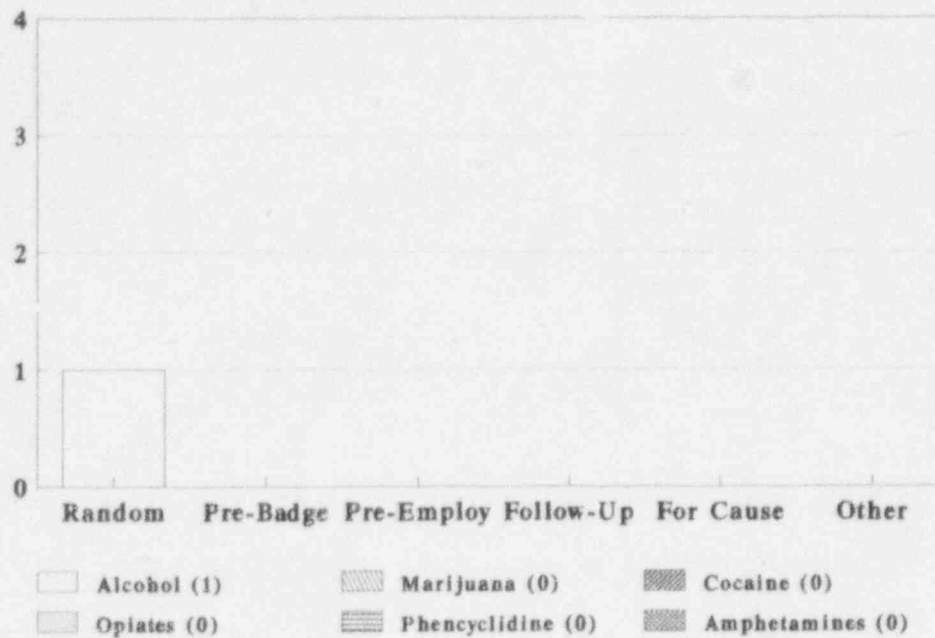 4
3
2
1
0
Random Pre-Badge Pre-Employ Follow-Up For Cause Other
Alcohol (1) Marijuana (0) Cocaine (0)
Opiates (0) Phencyclidine (0) Amphetamines (0)